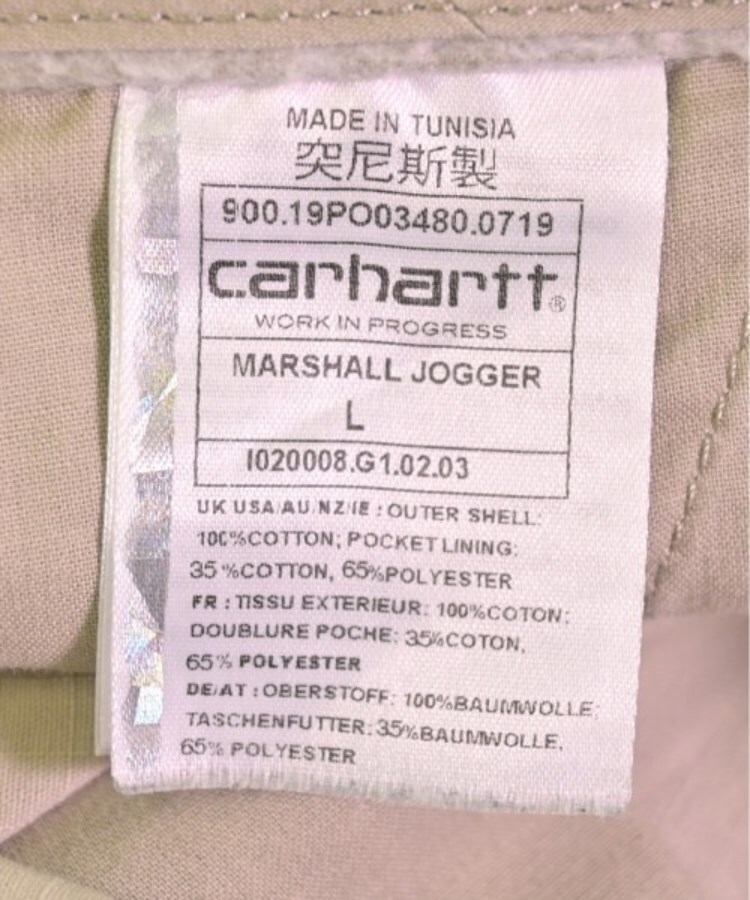 MADE IN TUNISIA
突尼斯製
900.19PO03480.0719
carhartt®
WORK IN PROGRESS
MARSHALL JOGGER
L
I020008.G1.02.03
UK USA/AU/NZ/IE : OUTER SHELL:
100%COTTON; POCKET LINING:
35%COTTON, 65%POLYESTER
FR : TISSU EXTERIEUR: 100%COTON;
DOUBLURE POCHE: 35%COTON,
65% POLYESTER
DE/AT : OBERSTOFF: 100%BAUMWOLLE;
TASCHENFUTTER: 35%BAUMWOLLE,
65% POLYESTER